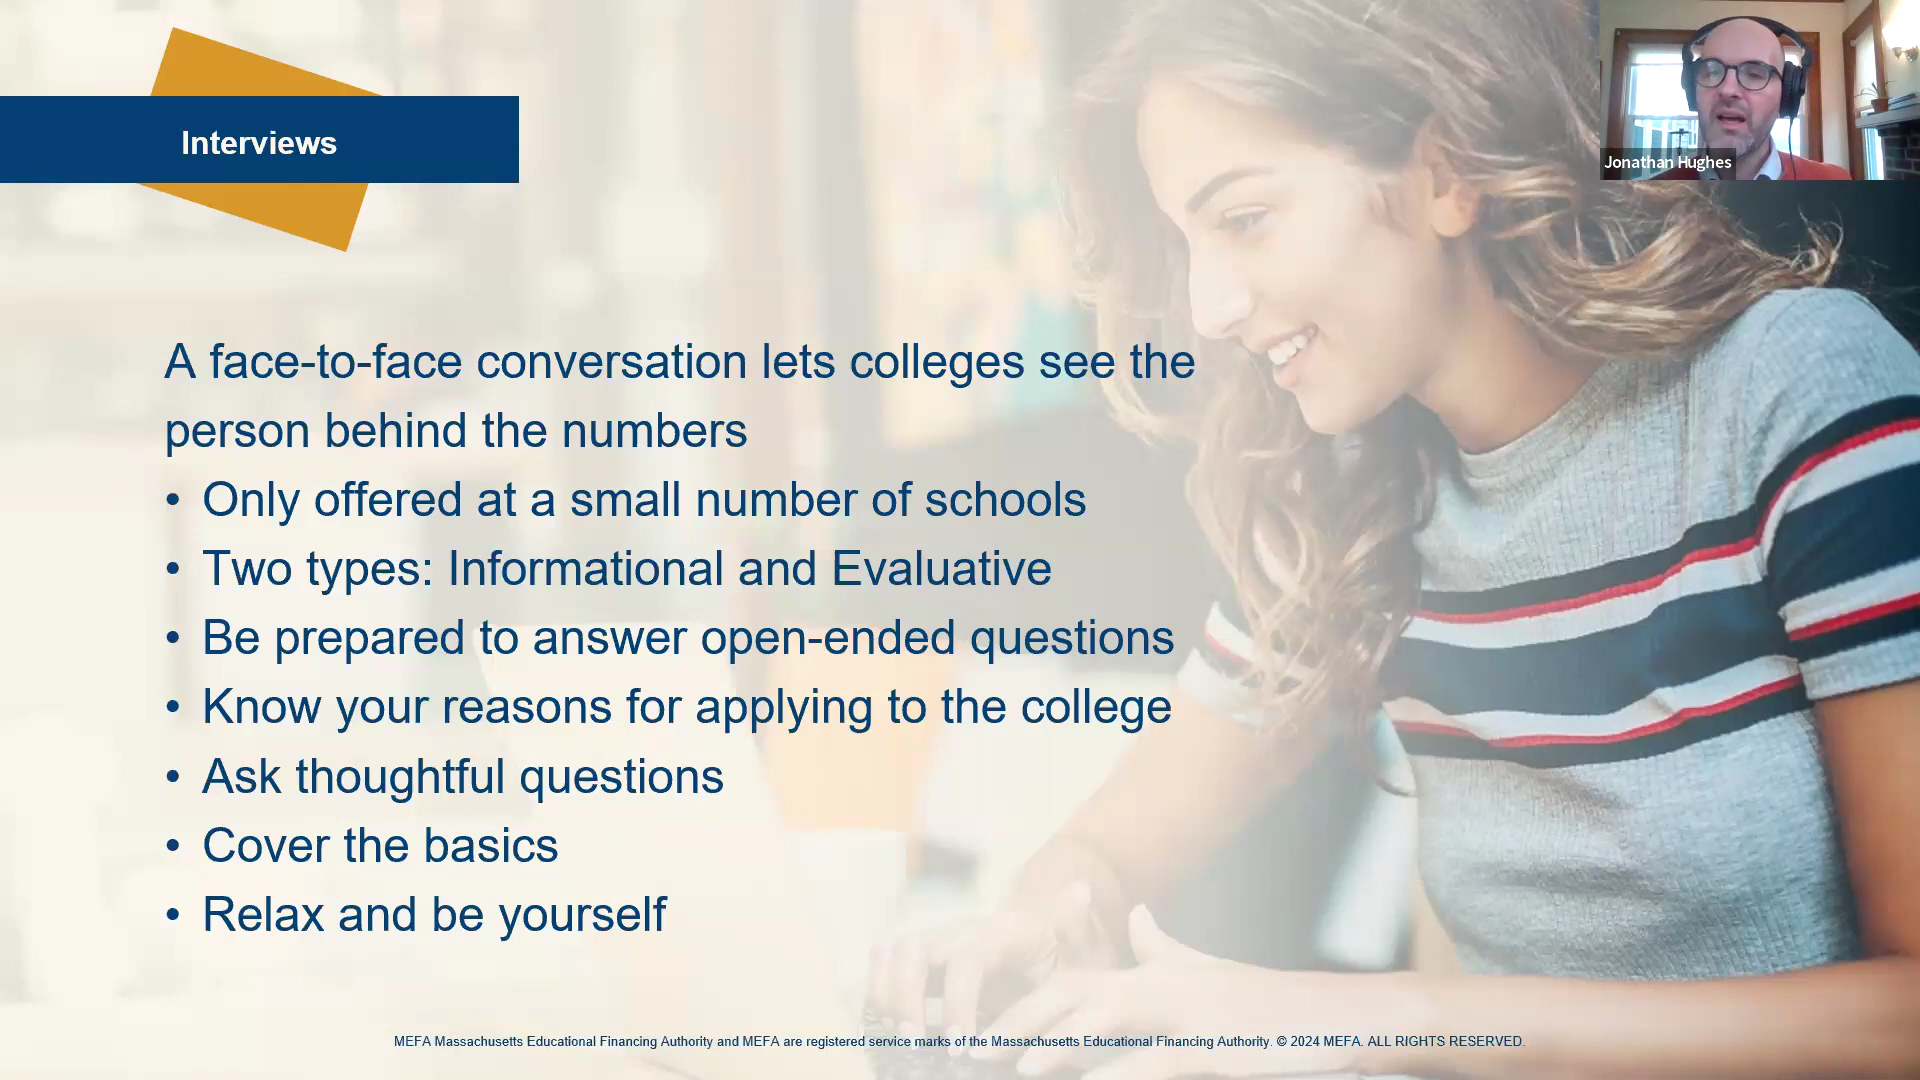 Interviews
Jonathan Hughes
A face-to-face conversation lets colleges see the
person behind the numbers
• Only offered at a small number of schools
• Two types: Informational and Evaluative
• Be prepared to answer open-ended questions
• Know your reasons for applying to the college
• Ask thoughtful questions
• Cover the basics
• Relax and be yourself
MEFA Massachusetts Educational Financing Authority and MEFA are registered service marks of the Massachusetts Educational Financing Authority. © 2024 MEFA. ALL RIGHTS RESERVED.